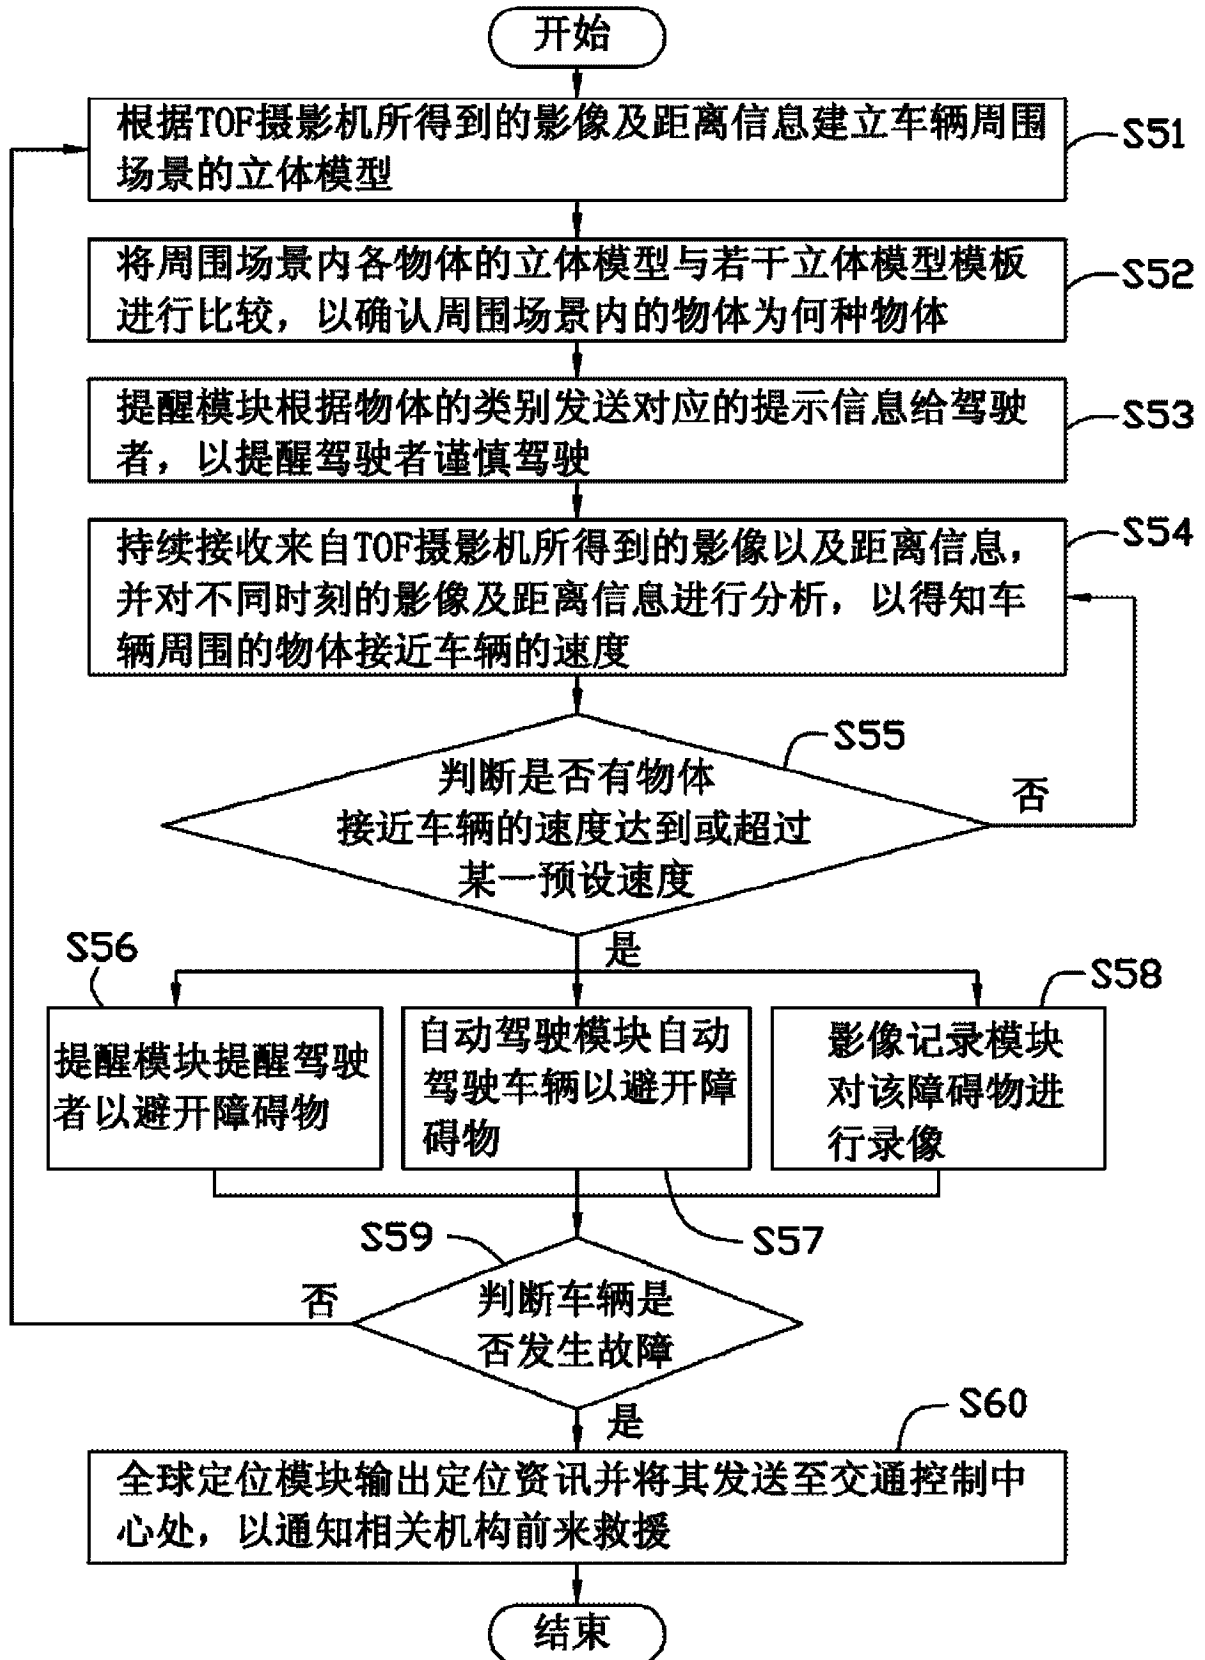 开始
根据TOF摄影机所得到的影像及距离信息建立车辆周围
场景的立体模型
S51
将周围场景内各物体的立体模型与若干立体模型模板
进行比较，以确认周围场景内的物体为何种物体
S52
提醒模块根据物体的类别发送对应的提示信息给驾驶
者，以提醒驾驶者谨慎驾驶
S53
持续接收来自TOF摄影机所得到的影像以及距离信息，
并对不同时刻的影像及距离信息进行分析，以得知车
辆周围的物体接近车辆的速度
S54
S55
判断是否有物体
接近车辆的速度达到或超过
某一预设速度
否
是
S56
提醒模块提醒驾驶
者以避开障碍物
自动驾驶模块自动
驾驶车辆以避开障
碍物
S57
S58
影像记录模块
对该障碍物进
行录像
S59
判断车辆是
否发生故障
否
是
S60
全球定位模块输出定位资讯并将其发送至交通控制中
心处，以通知相关机构前来救援
结束